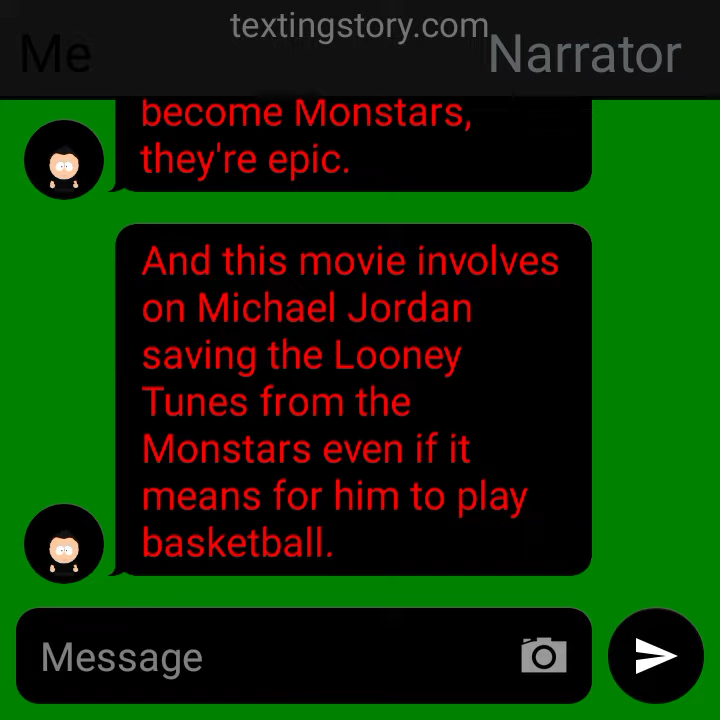 textingstory.com
Me
Narrator
become Monstars,
they're epic.
And this movie involves
on Michael Jordan
saving the Looney
Tunes from the
Monstars even if it
means for him to play
basketball.
Message